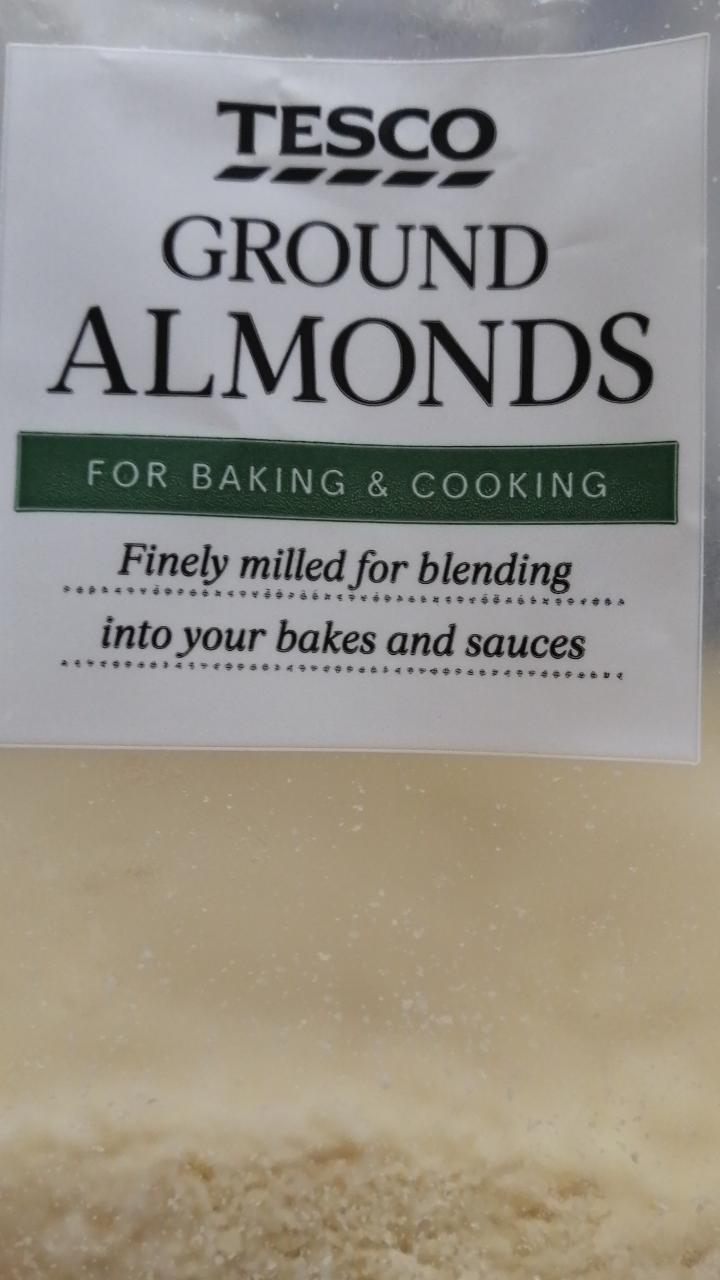 TESCO
GROUND
ALMONDS
FOR BAKING & COOKING
Finely milled for blending
into your bakes and sauces